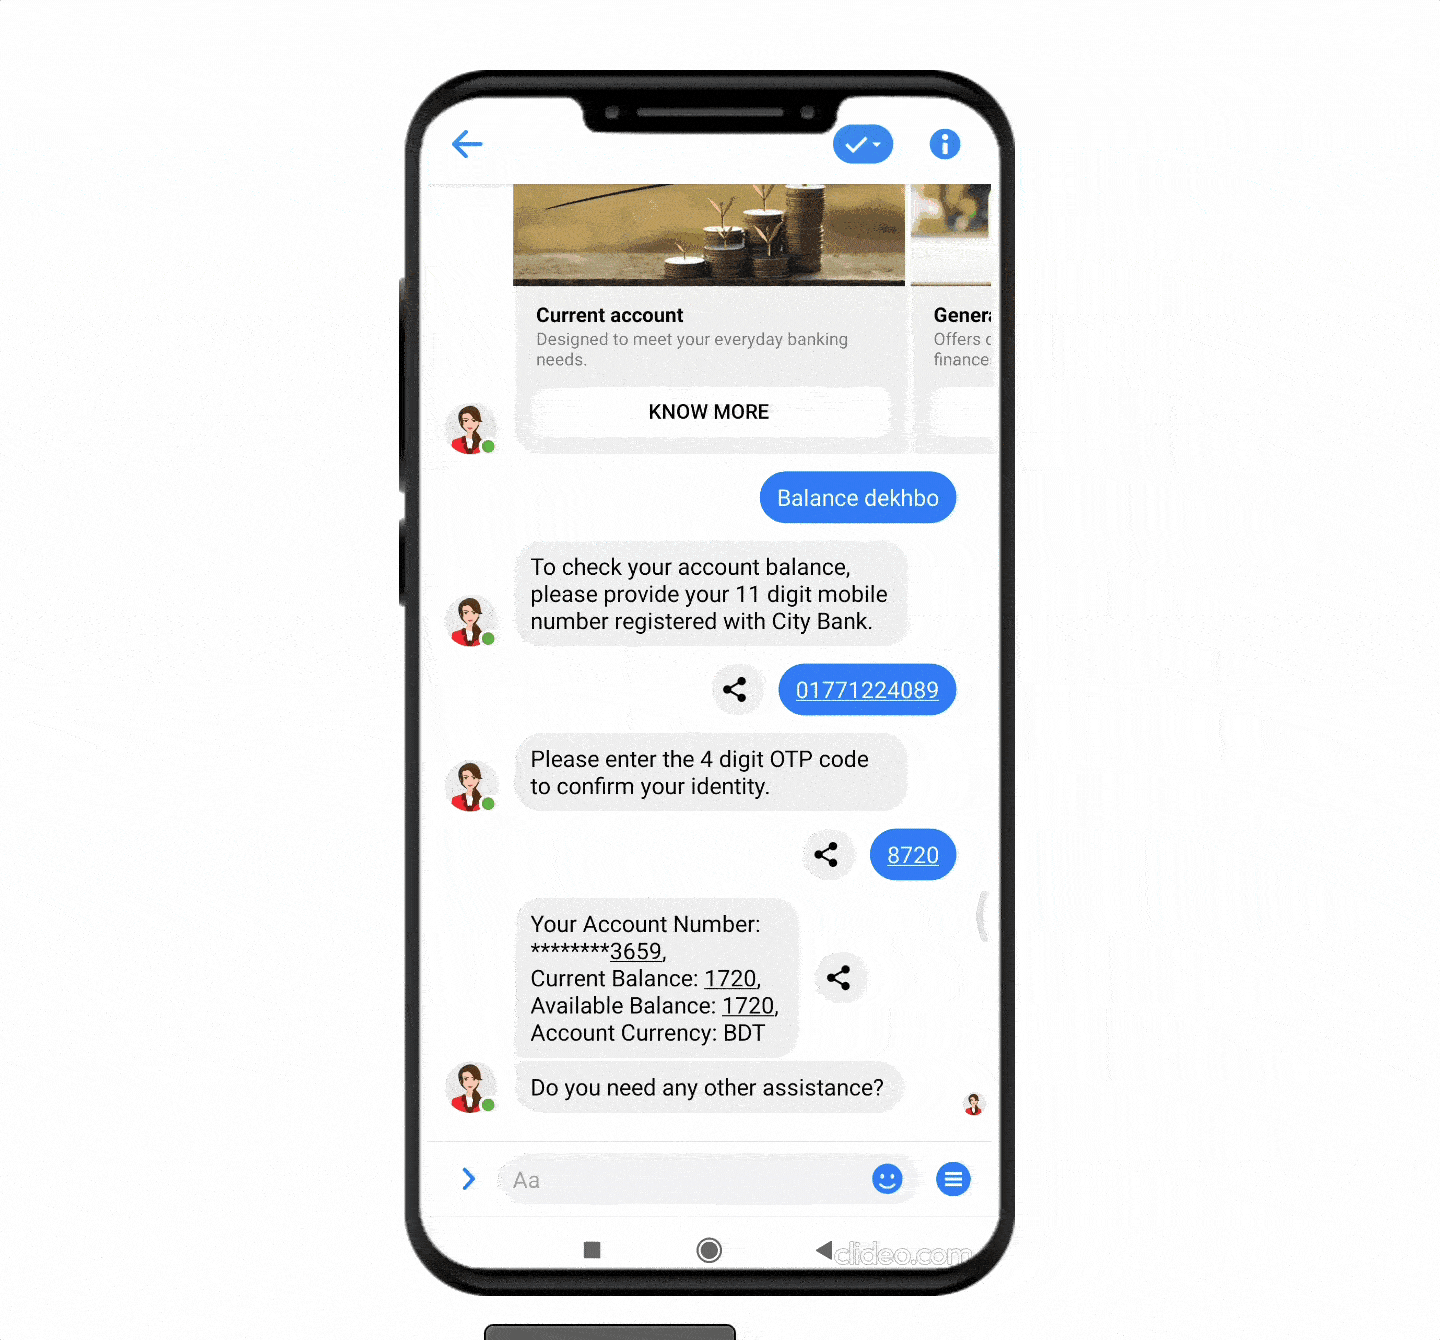 Current account
Designed to meet your everyday banking
needs.
KNOW MORE
Genera
Offers
finance
Balance dekhbo
To check your account balance,
please provide your 11 digit mobile
number registered with City Bank.
01771224089
Please enter the 4 digit OTP code
to confirm your identity.
8720
Your Account Number:
********3659,
Current Balance: 1720,
Available Balance: 1720,
Account Currency: BDT
Do you need any other assistance?
Aa
clideo.com